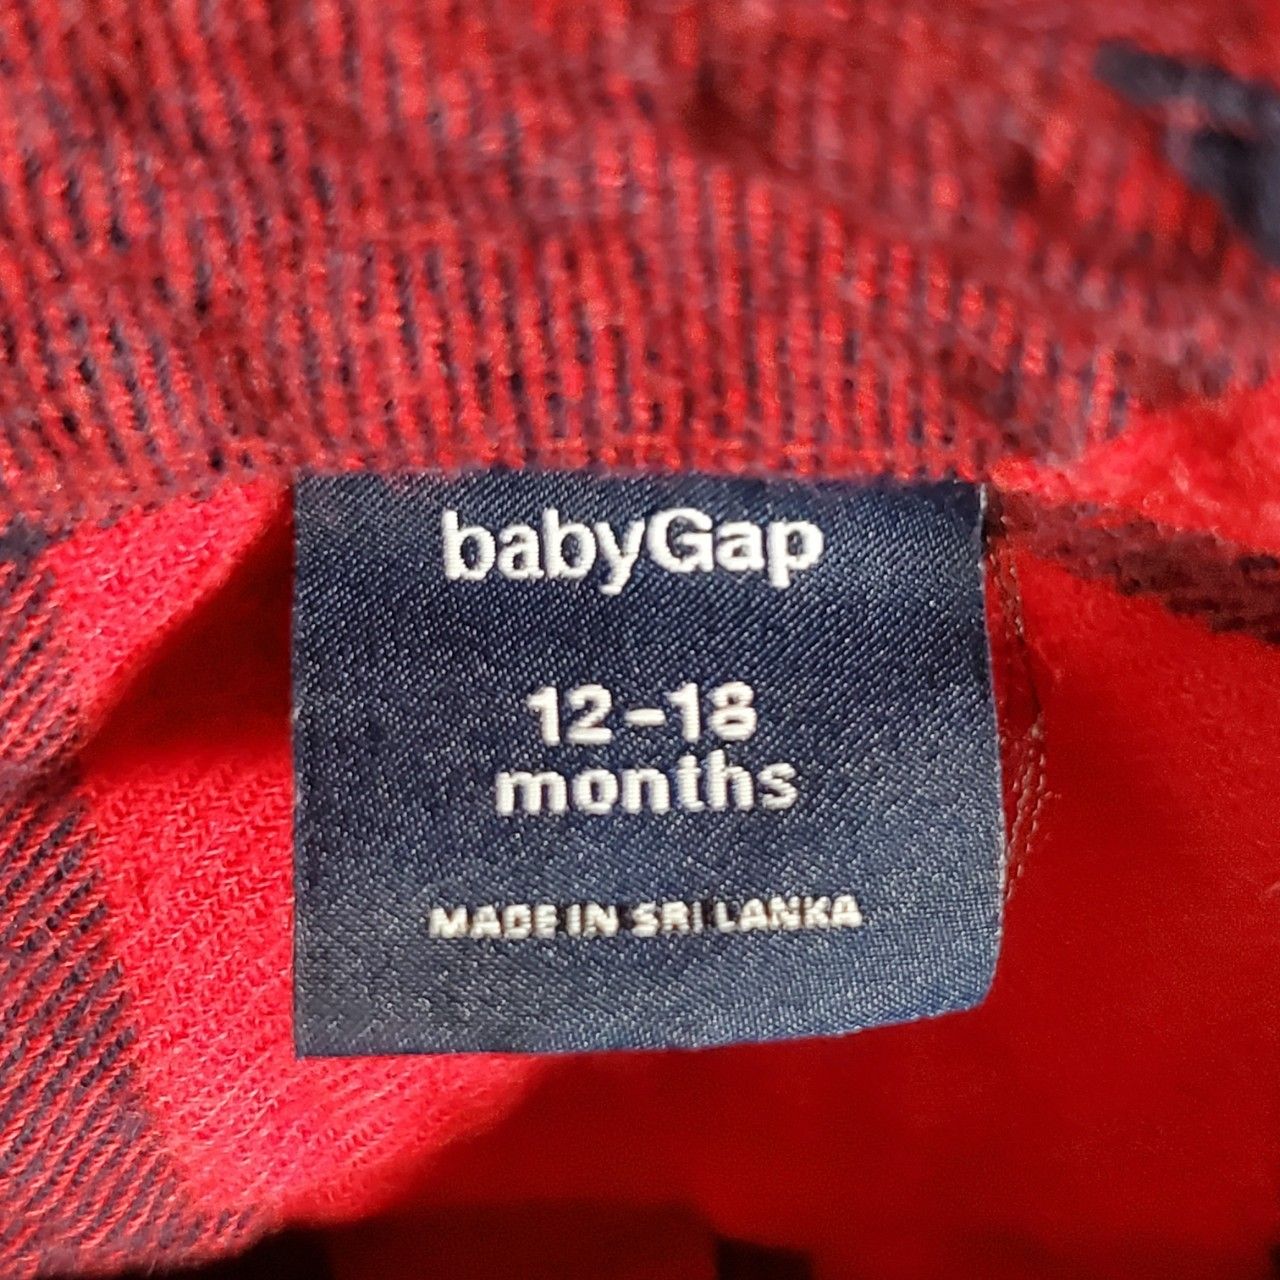 babyGap
12-18
months
MADE IN SRI LANKA